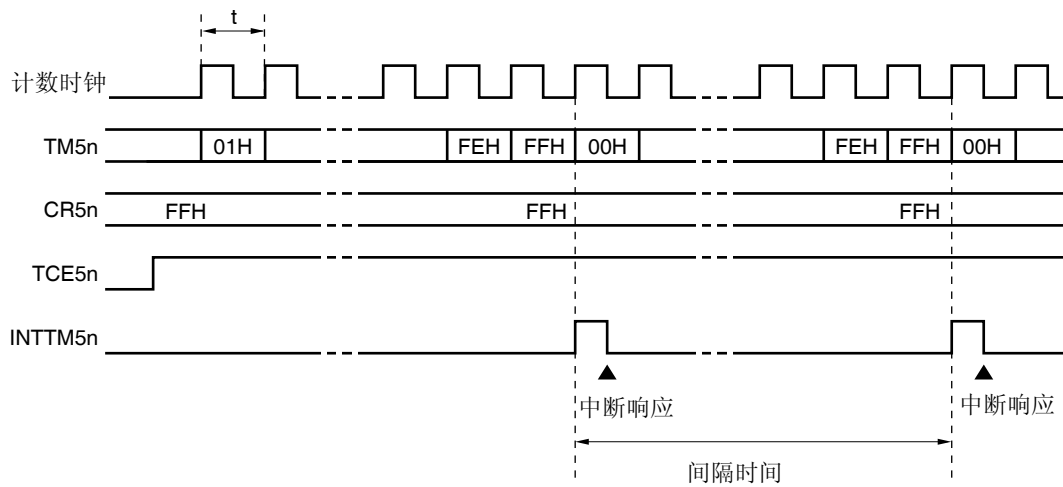 t
计数时钟
TM5n 01H FEH FFH 00H FEH FFH 00H
CR5n FFH FFH FFH
TCE5n
INTTM5n
中断响应 中断响应
间隔时间